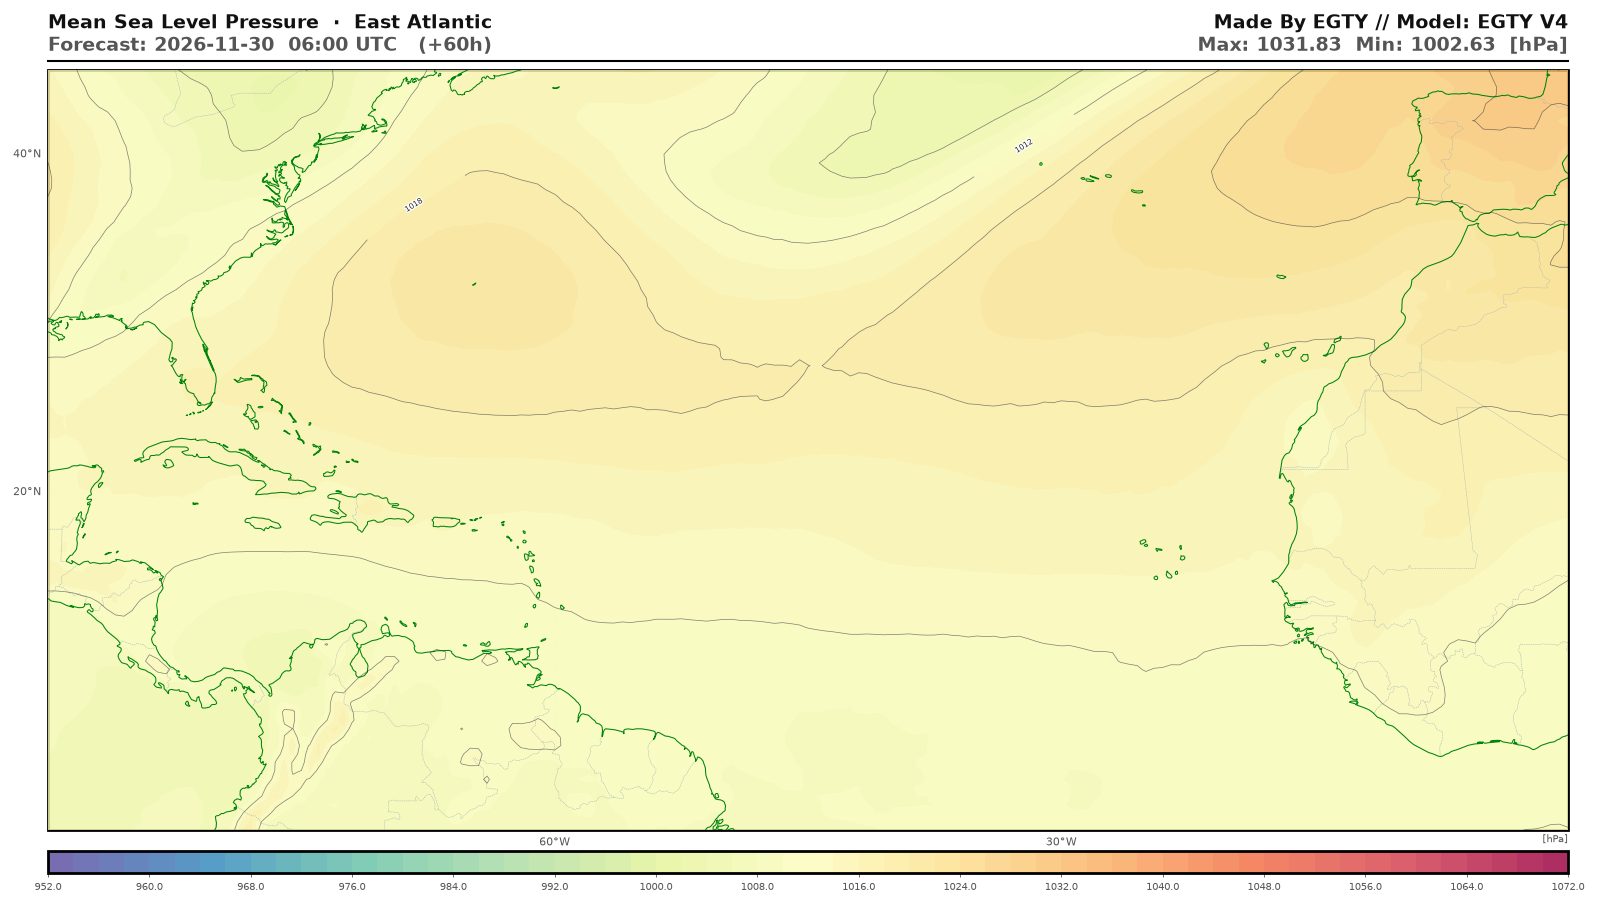 Mean Sea Level Pressure · East Atlantic
Made By EGTY // Model: EGTY V4
Forecast: 2026-11-30 06:00 UTC (+60h)
Max: 1031.83 Min: 1002.63 [hPa]
1012
40°N
1018
20°N
60°W
30°W
[hPa]
952.0 960.0 968.0 976.0 984.0 992.0 1000.0 1008.0 1016.0 1024.0 1032.0 1040.0 1048.0 1056.0 1064.0 1072.0